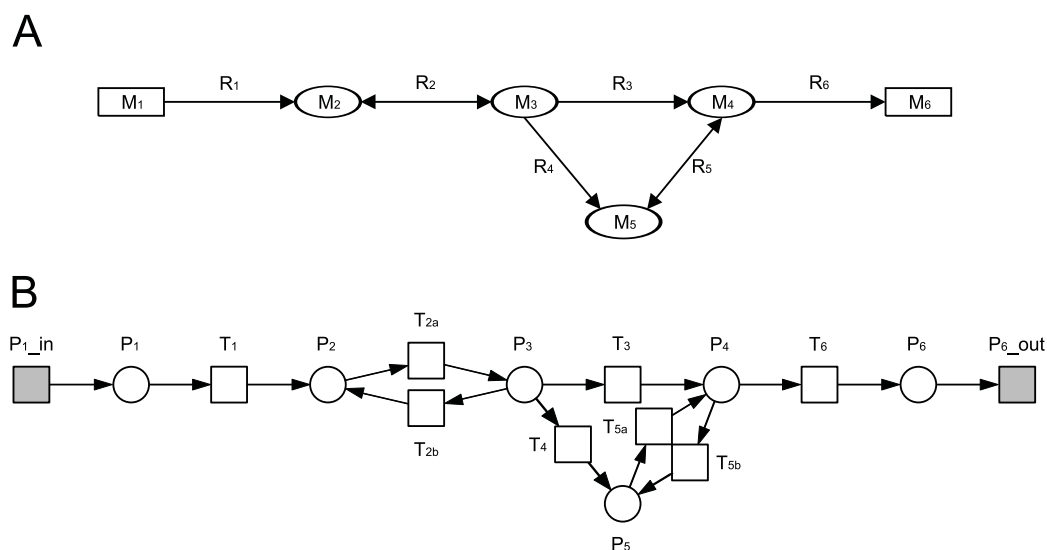 A
R1 R2 R3 R6
M1 M2 M3 M4 M6
R4 R5
M5
B
T2a
P1_in P1 T1 P2 P3 T3 P4 T6 P6 P6_out
T5a
T2b T4 T5b
P5